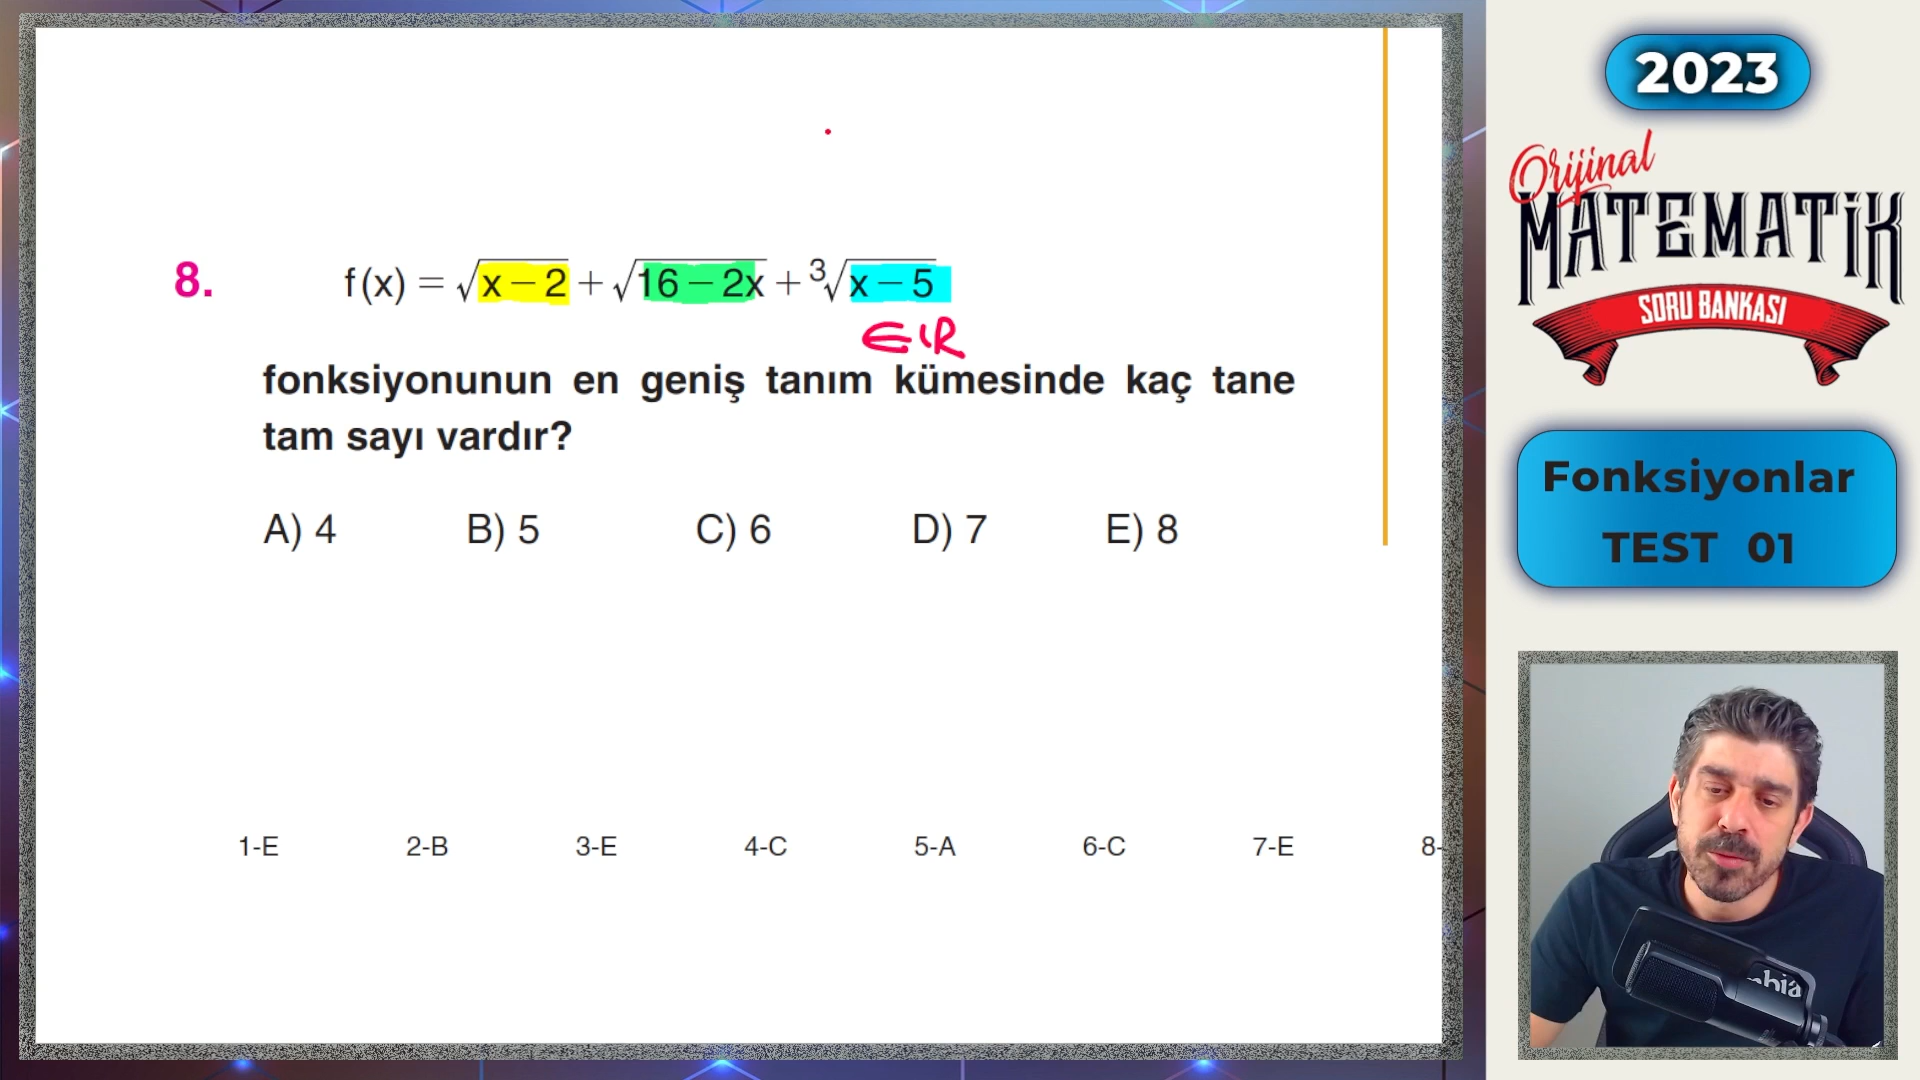 8. f(x) = √x − 2 + √16 − 2x + ³√x − 5
∈ ℝ
fonksiyonunun en geniş tanım kümesinde kaç tane
tam sayı vardır?
A) 4 B) 5 C) 6 D) 7 E) 8
1-E 2-B 3-E 4-C 5-A 6-C 7-E 8-
2023
Orijinal
MATEMATİK
SORU BANKASI
Fonksiyonlar
TEST 01